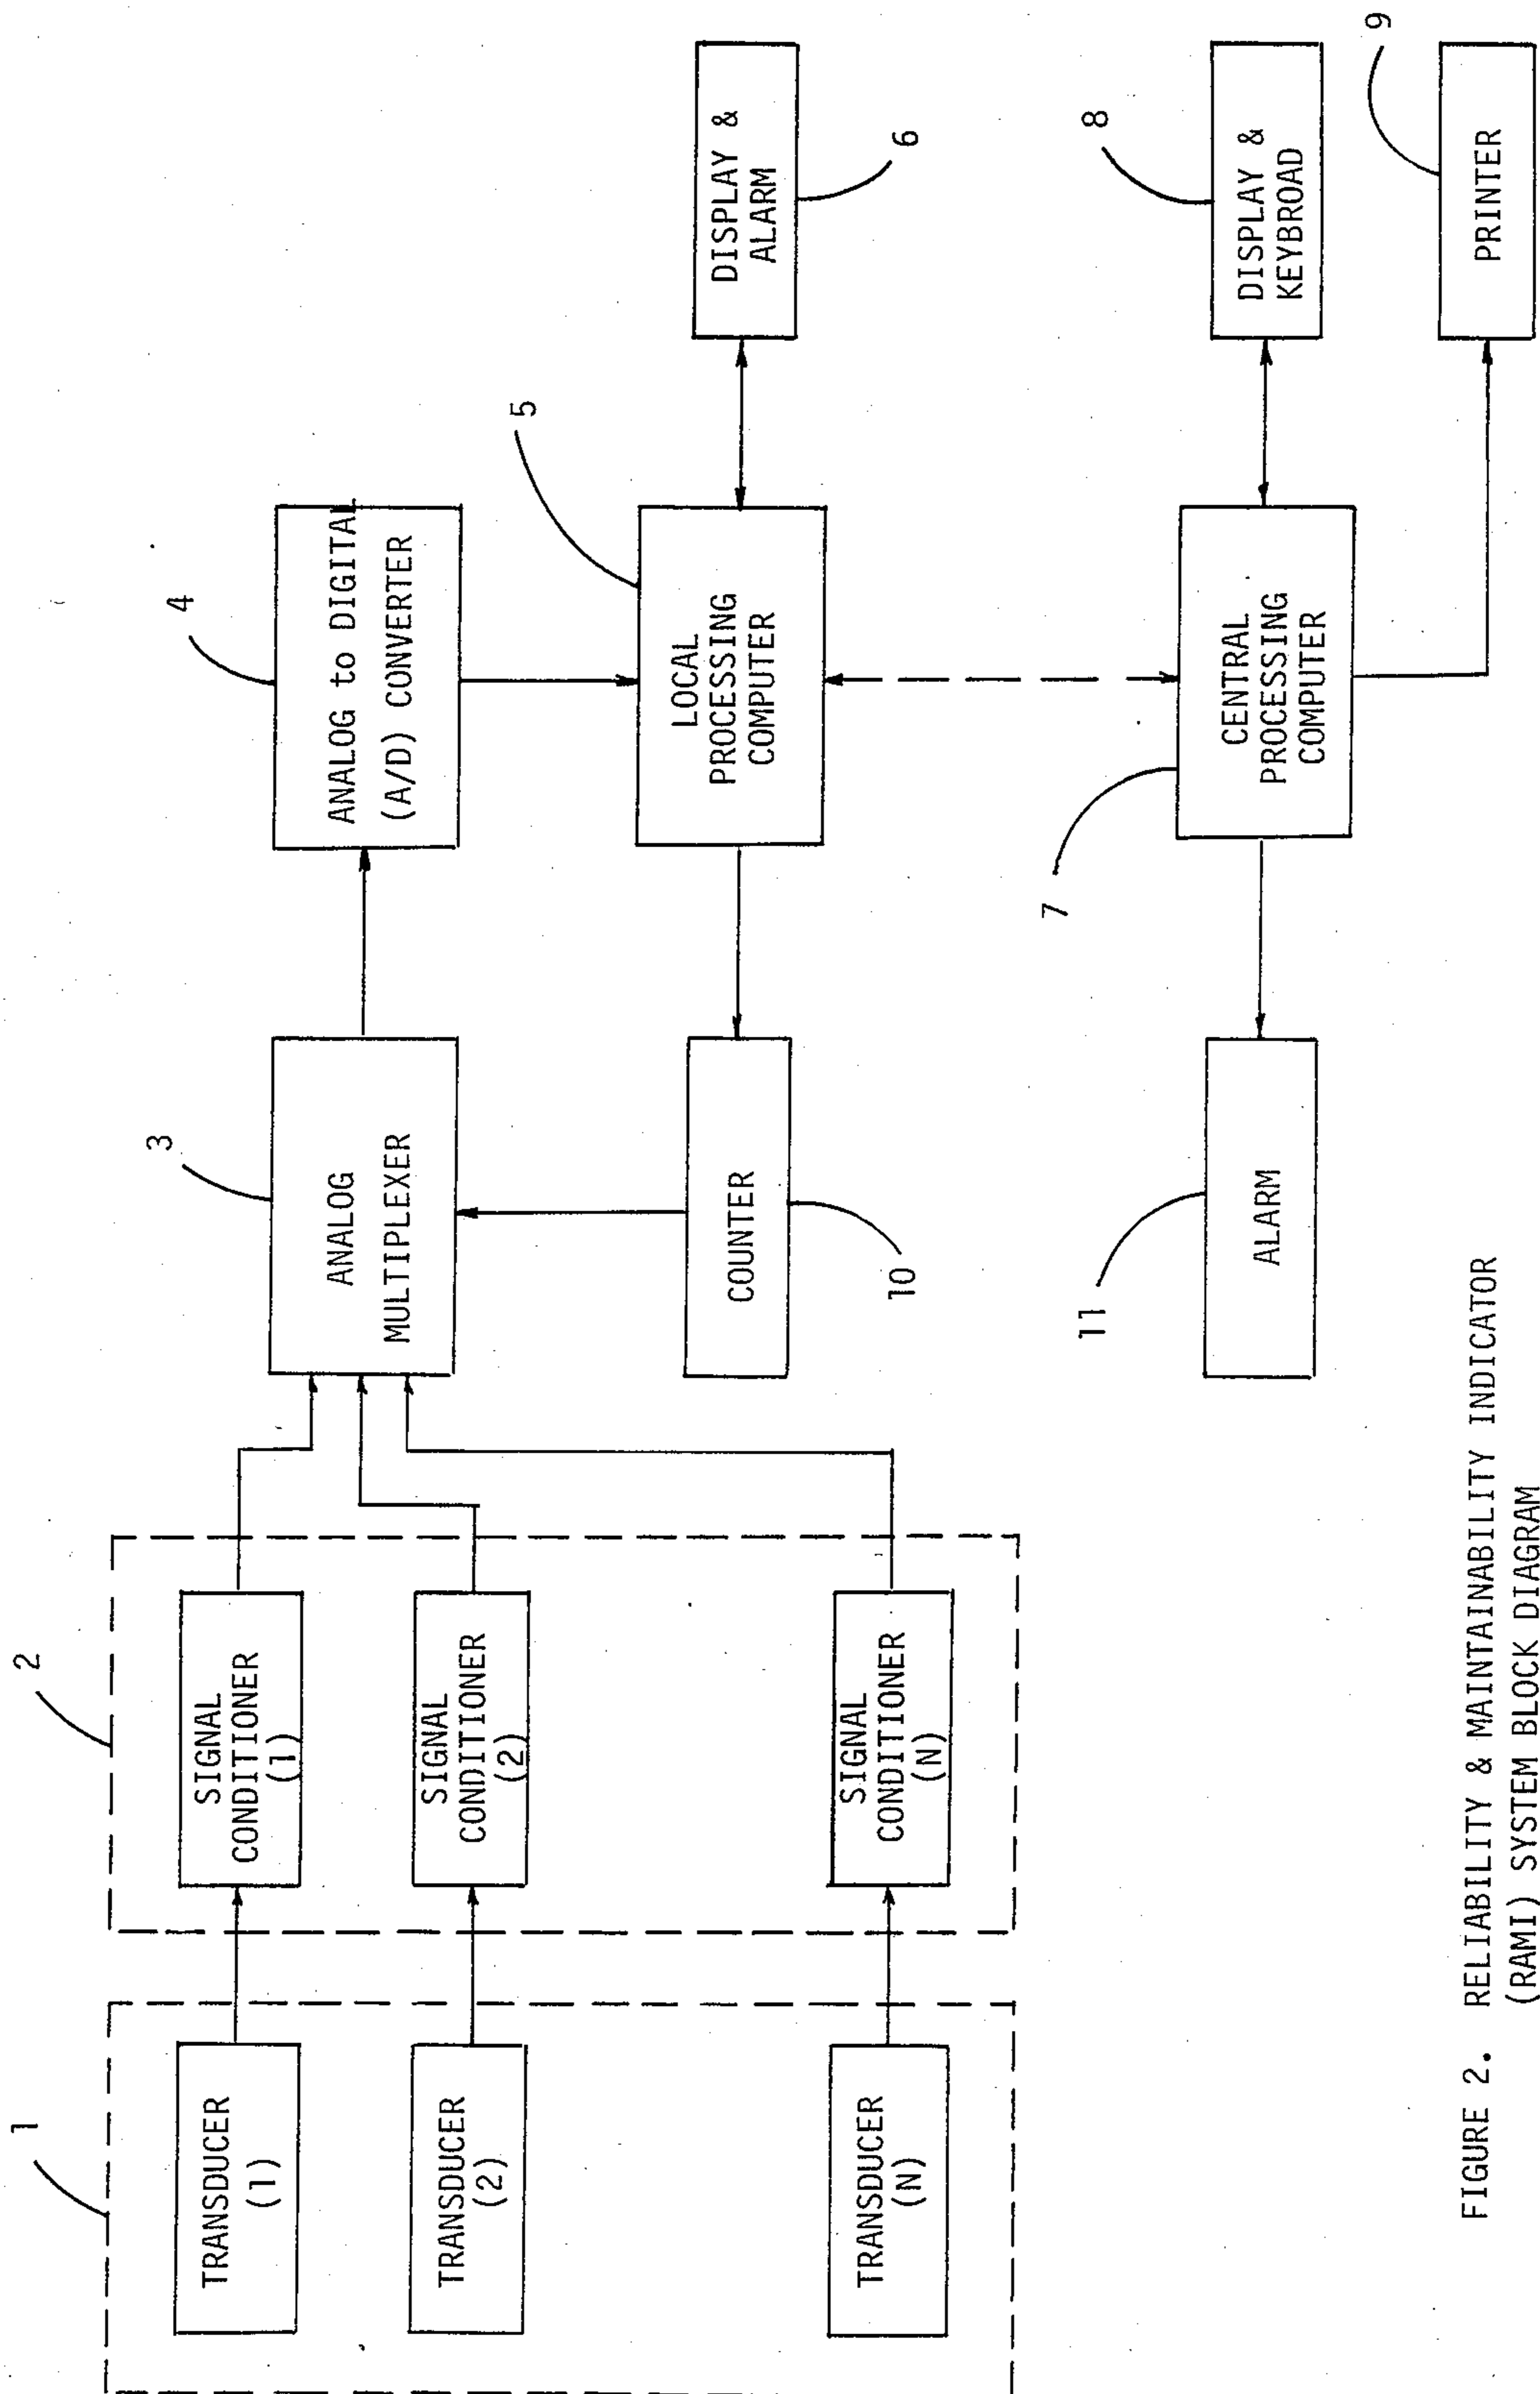 1
TRANSDUCER
(1)
TRANSDUCER
(2)
TRANSDUCER
(N)
2
SIGNAL
CONDITIONER
(1)
SIGNAL
CONDITIONER
(2)
SIGNAL
CONDITIONER
(N)
3
ANALOG
MULTIPLEXER
4
ANALOG to DIGITAL
(A/D) CONVERTER
5
LOCAL
PROCESSING
COMPUTER
DISPLAY &
ALARM
6
COUNTER
10
7
CENTRAL
PROCESSING
COMPUTER
8
DISPLAY &
KEYBROAD
9
PRINTER
11
ALARM
FIGURE 2. RELIABILITY & MAINTAINABILITY INDICATOR
(RAMI) SYSTEM BLOCK DIAGRAM